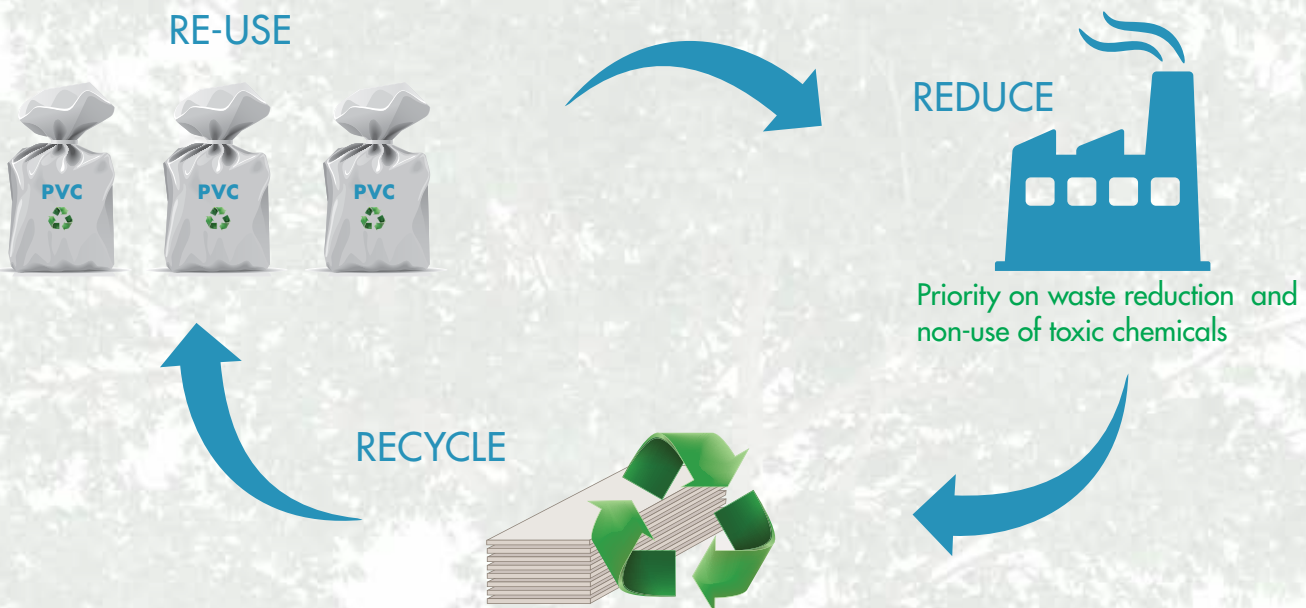 RE-USE
PVC
PVC
PVC
REDUCE
Priority on waste reduction and
non-use of toxic chemicals
RECYCLE